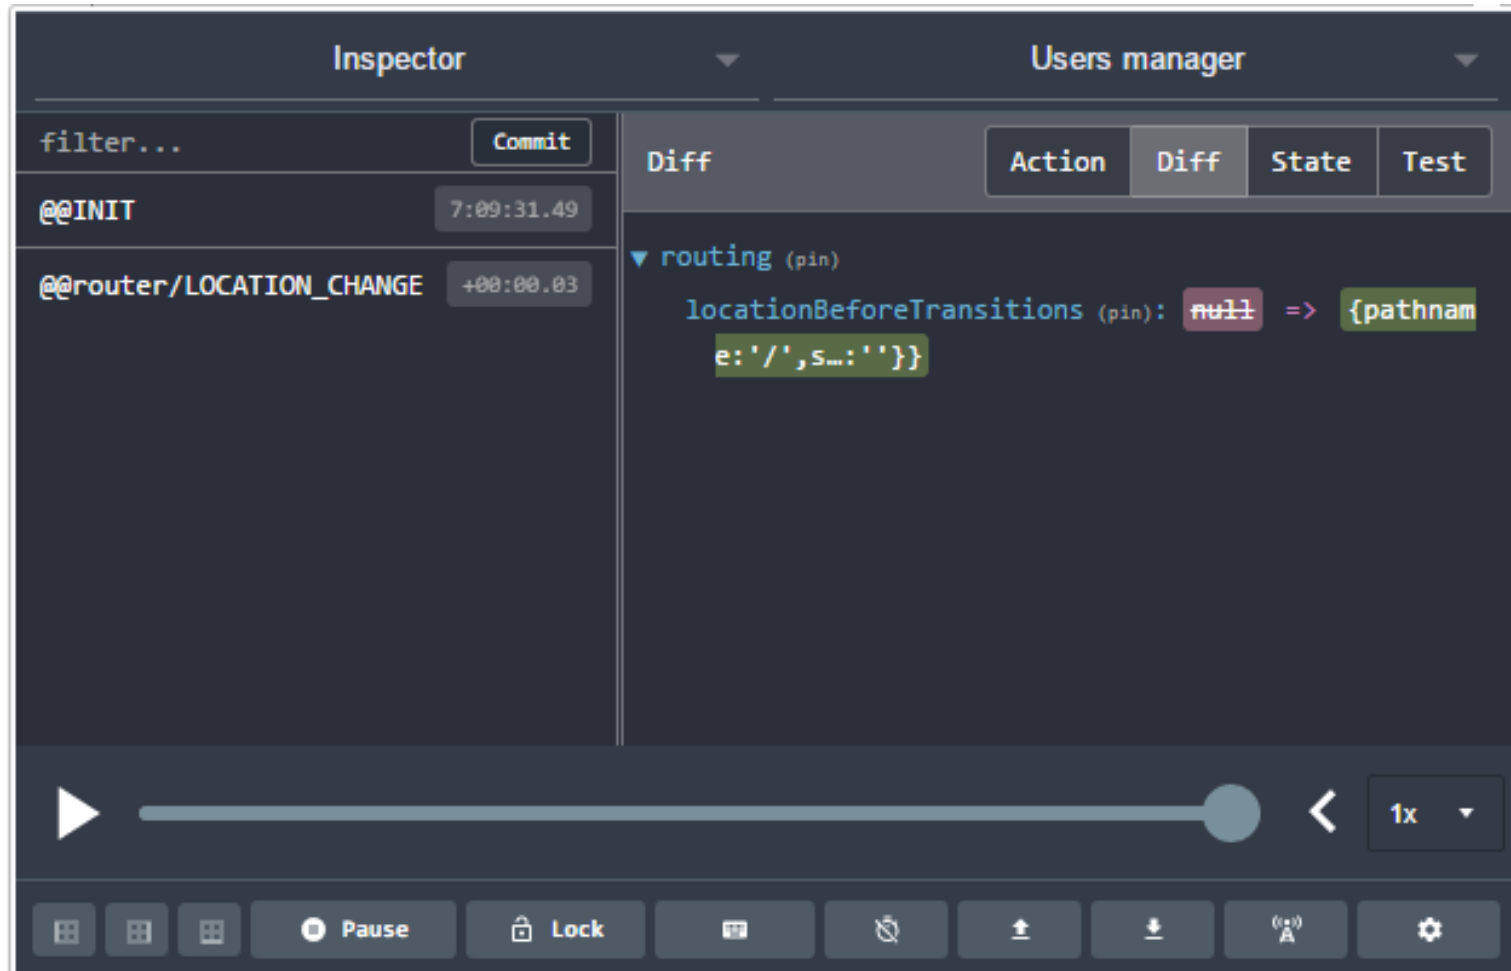 Inspector
Users manager
filter...
Commit
@@INIT
7:09:31.49
@@router/LOCATION_CHANGE
+00:00.03
Diff
Action
Diff
State
Test
▼ routing (pin)
locationBeforeTransitions (pin): null => {pathnam
e:'/',s…:''}}
1x
Pause
Lock